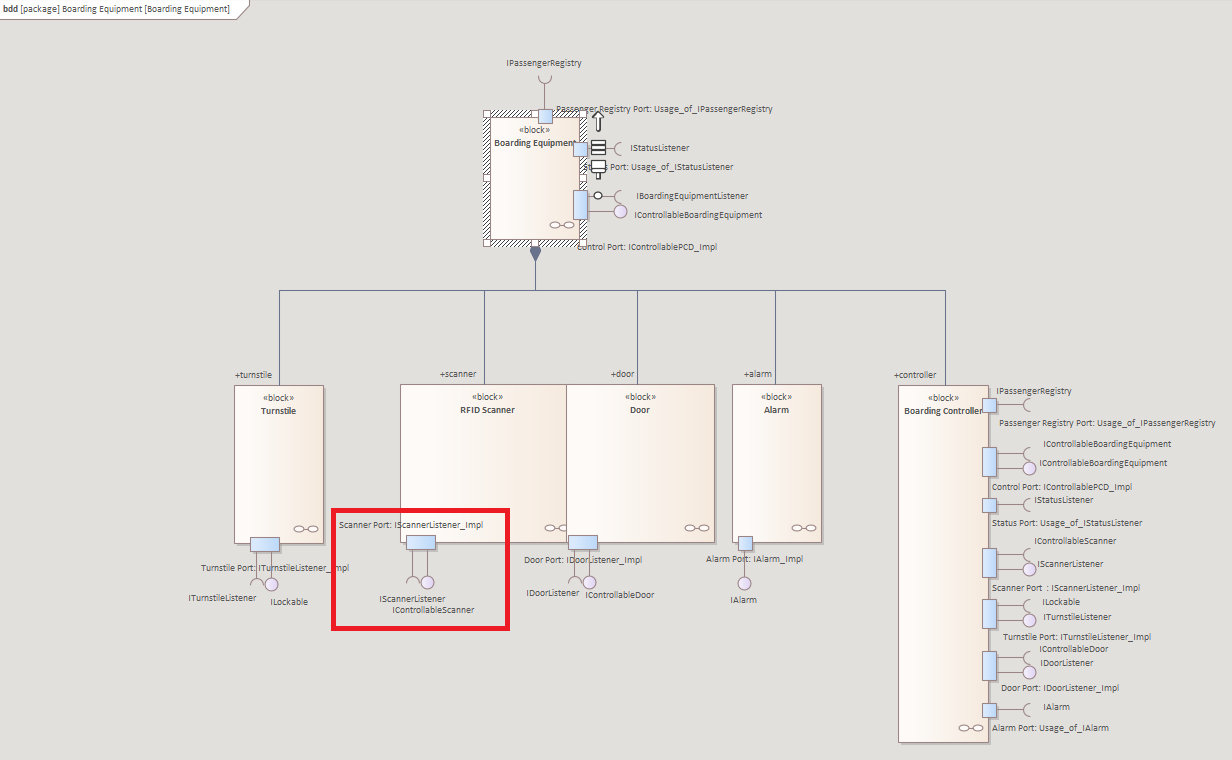 bdd [package] Boarding Equipment [Boarding Equipment]
IPassengerRegistry
Passenger Registry Port: Usage_of_IPassengerRegistry
«block»
Boarding Equipment
IStatusListener
Port: Usage_of_IStatusListener
IBoardingEquipmentListener
IControllableBoardingEquipment
Control Port: IControllablePCD_Impl
+turnstile
+scanner
+door
+alarm
+controller
«block»
Turnstile
«block»
RFID Scanner
«block»
Door
«block»
Alarm
«block»
Boarding Controller
Scanner Port: IScannerListener_Impl
Turnstile Port: ITurnstileListener_Impl
ITurnstileListener
ILockable
IScannerListener
IControllableScanner
Door Port: IDoorListener_Impl
IDoorListener
IControllableDoor
Alarm Port: IAlarm_Impl
IAlarm
IPassengerRegistry
Passenger Registry Port: Usage_of_IPassengerRegistry
IControllableBoardingEquipment
IControllableBoardingEquipment
Control Port: IControllablePCD_Impl
IStatusListener
Status Port: Usage_of_IStatusListener
IControllableScanner
IScannerListener
Scanner Port : IScannerListener_Impl
ILockable
ITurnstileListener
Turnstile Port: ITurnstileListener_Impl
IControllableDoor
IDoorListener
Door Port: IDoorListener_Impl
IAlarm
Alarm Port: Usage_of_IAlarm